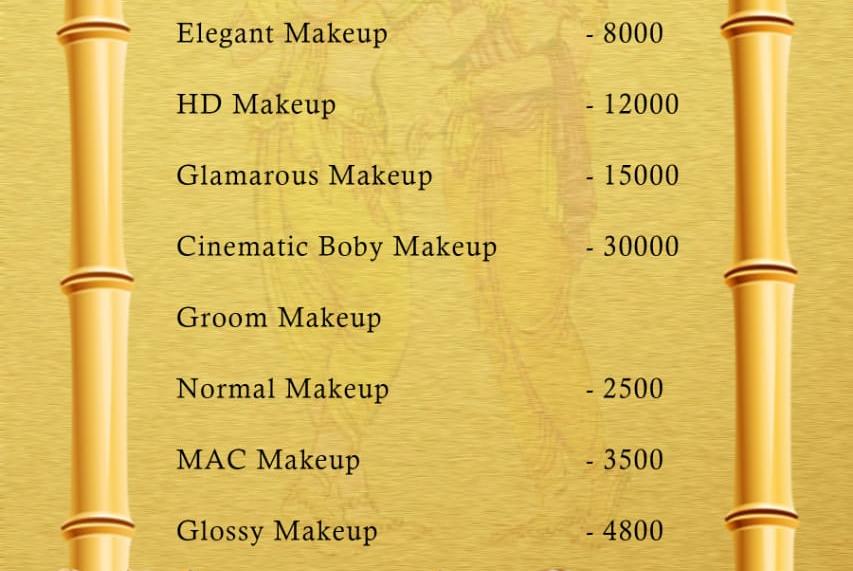 Elegant Makeup - 8000
HD Makeup - 12000
Glamarous Makeup - 15000
Cinematic Boby Makeup - 30000
Groom Makeup
Normal Makeup - 2500
MAC Makeup - 3500
Glossy Makeup - 4800